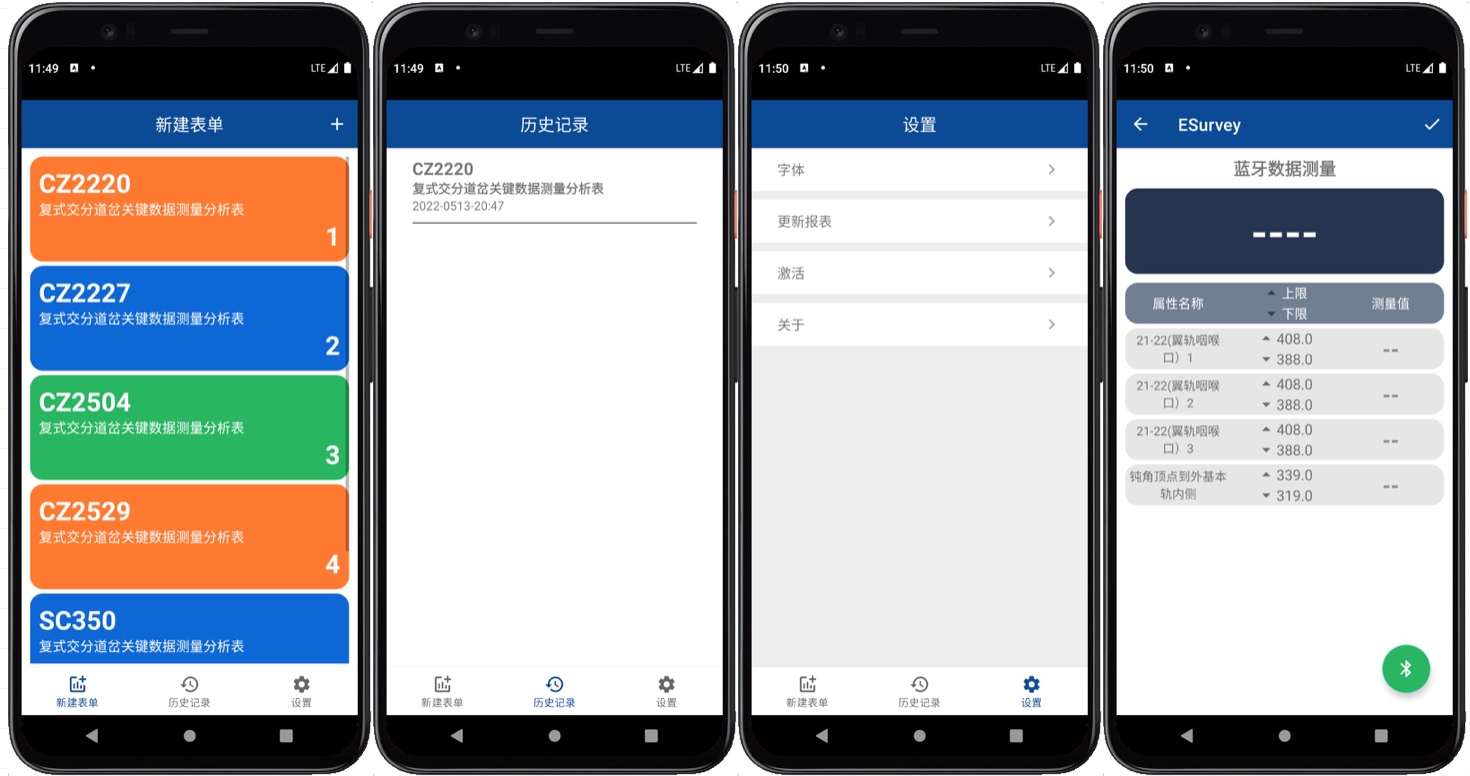 11:49
LTE
新建表单
+
CZ2220
复式交分道岔关键数据测量分析表
1
CZ2227
复式交分道岔关键数据测量分析表
2
CZ2504
复式交分道岔关键数据测量分析表
3
CZ2529
复式交分道岔关键数据测量分析表
4
SC350
复式交分道岔关键数据测量分析表
新建表单
历史记录
设置
11:49
LTE
历史记录
CZ2220
复式交分道岔关键数据测量分析表
2022-0513-20:47
新建表单
历史记录
设置
11:50
LTE
设置
字体
更新报表
激活
关于
新建表单
历史记录
设置
11:50
LTE
ESurvey
蓝牙数据测量
----
属性名称
上限
下限
测量值
21-22(翼轨咽喉
口）1
408.0
388.0
--
21-22(翼轨咽喉
口）2
408.0
388.0
--
21-22(翼轨咽喉
口）3
408.0
388.0
--
钝角顶点到外基本
轨内侧
339.0
319.0
--